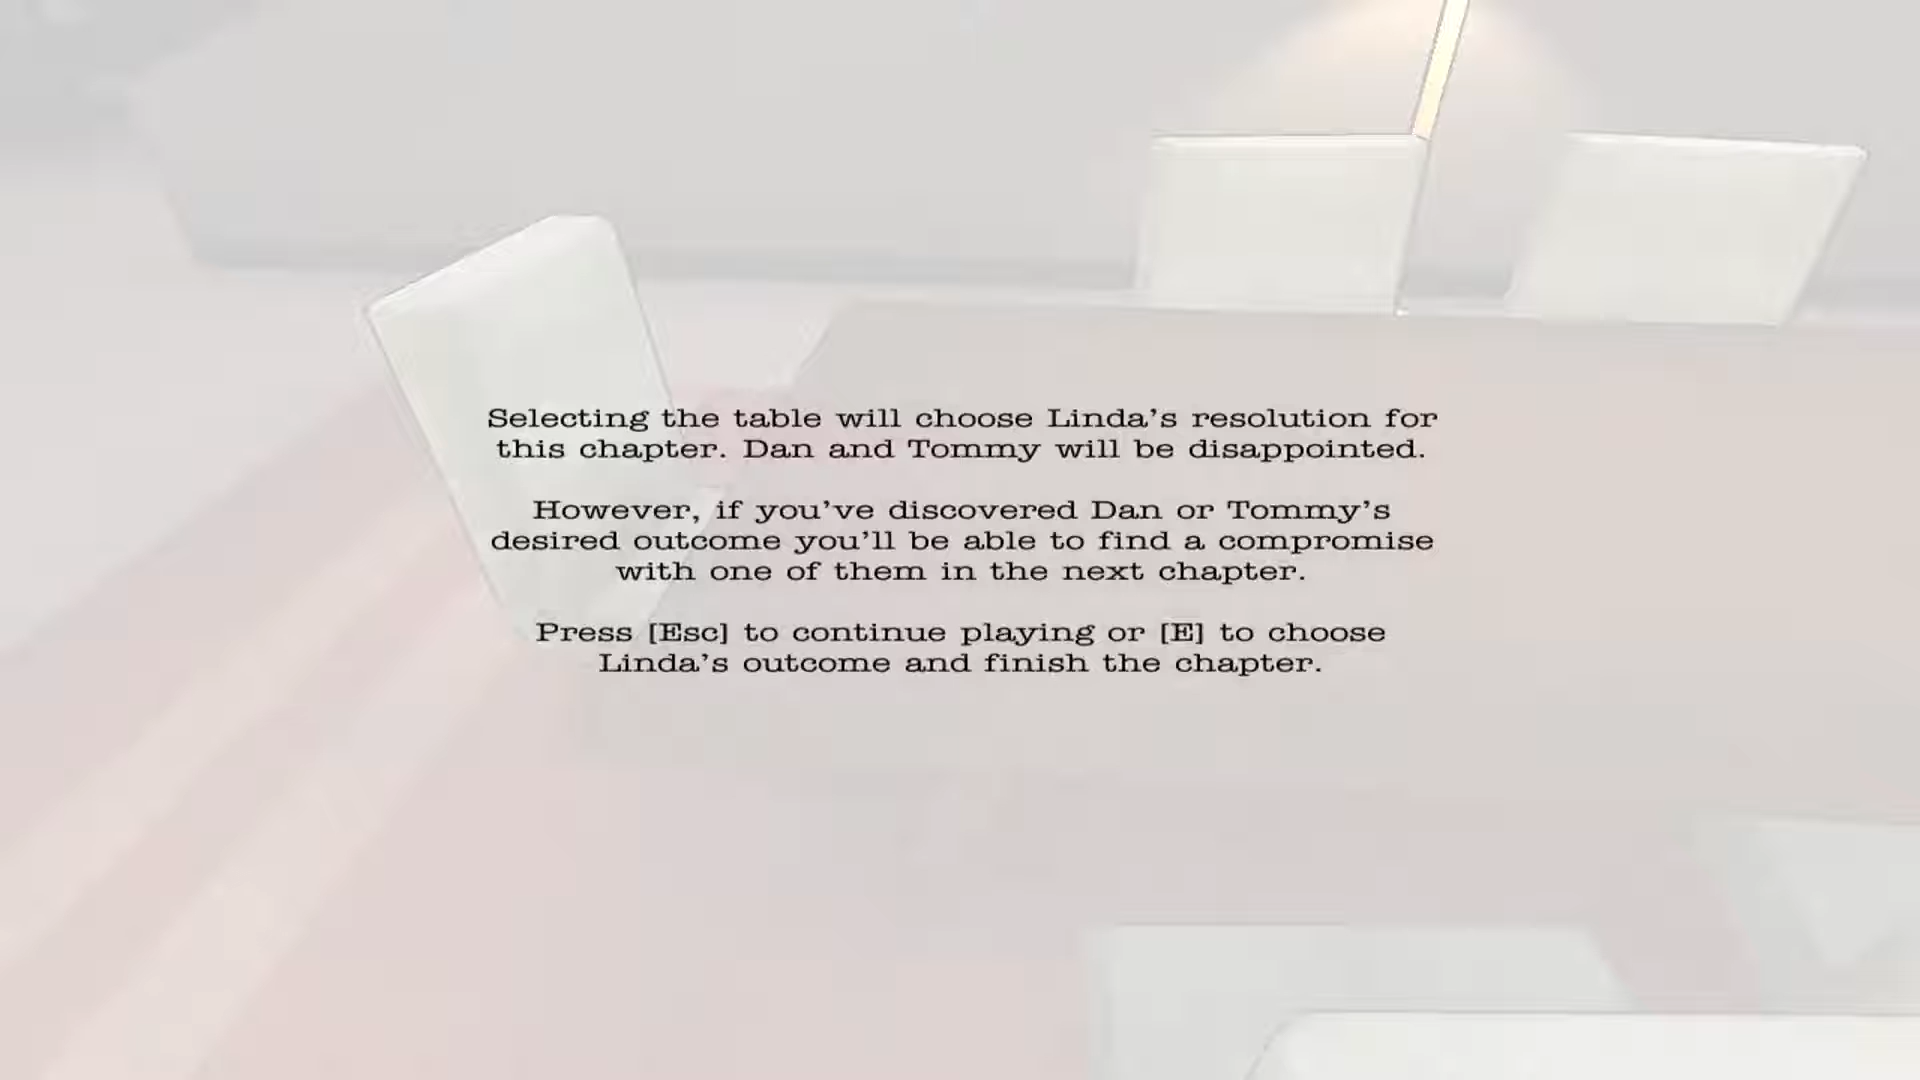 Selecting the table will choose Linda's resolution for
this chapter. Dan and Tommy will be disappointed.
However, if you've discovered Dan or Tommy's
desired outcome you'll be able to find a compromise
with one of them in the next chapter.
Press [Esc] to continue playing or [E] to choose
Linda's outcome and finish the chapter.